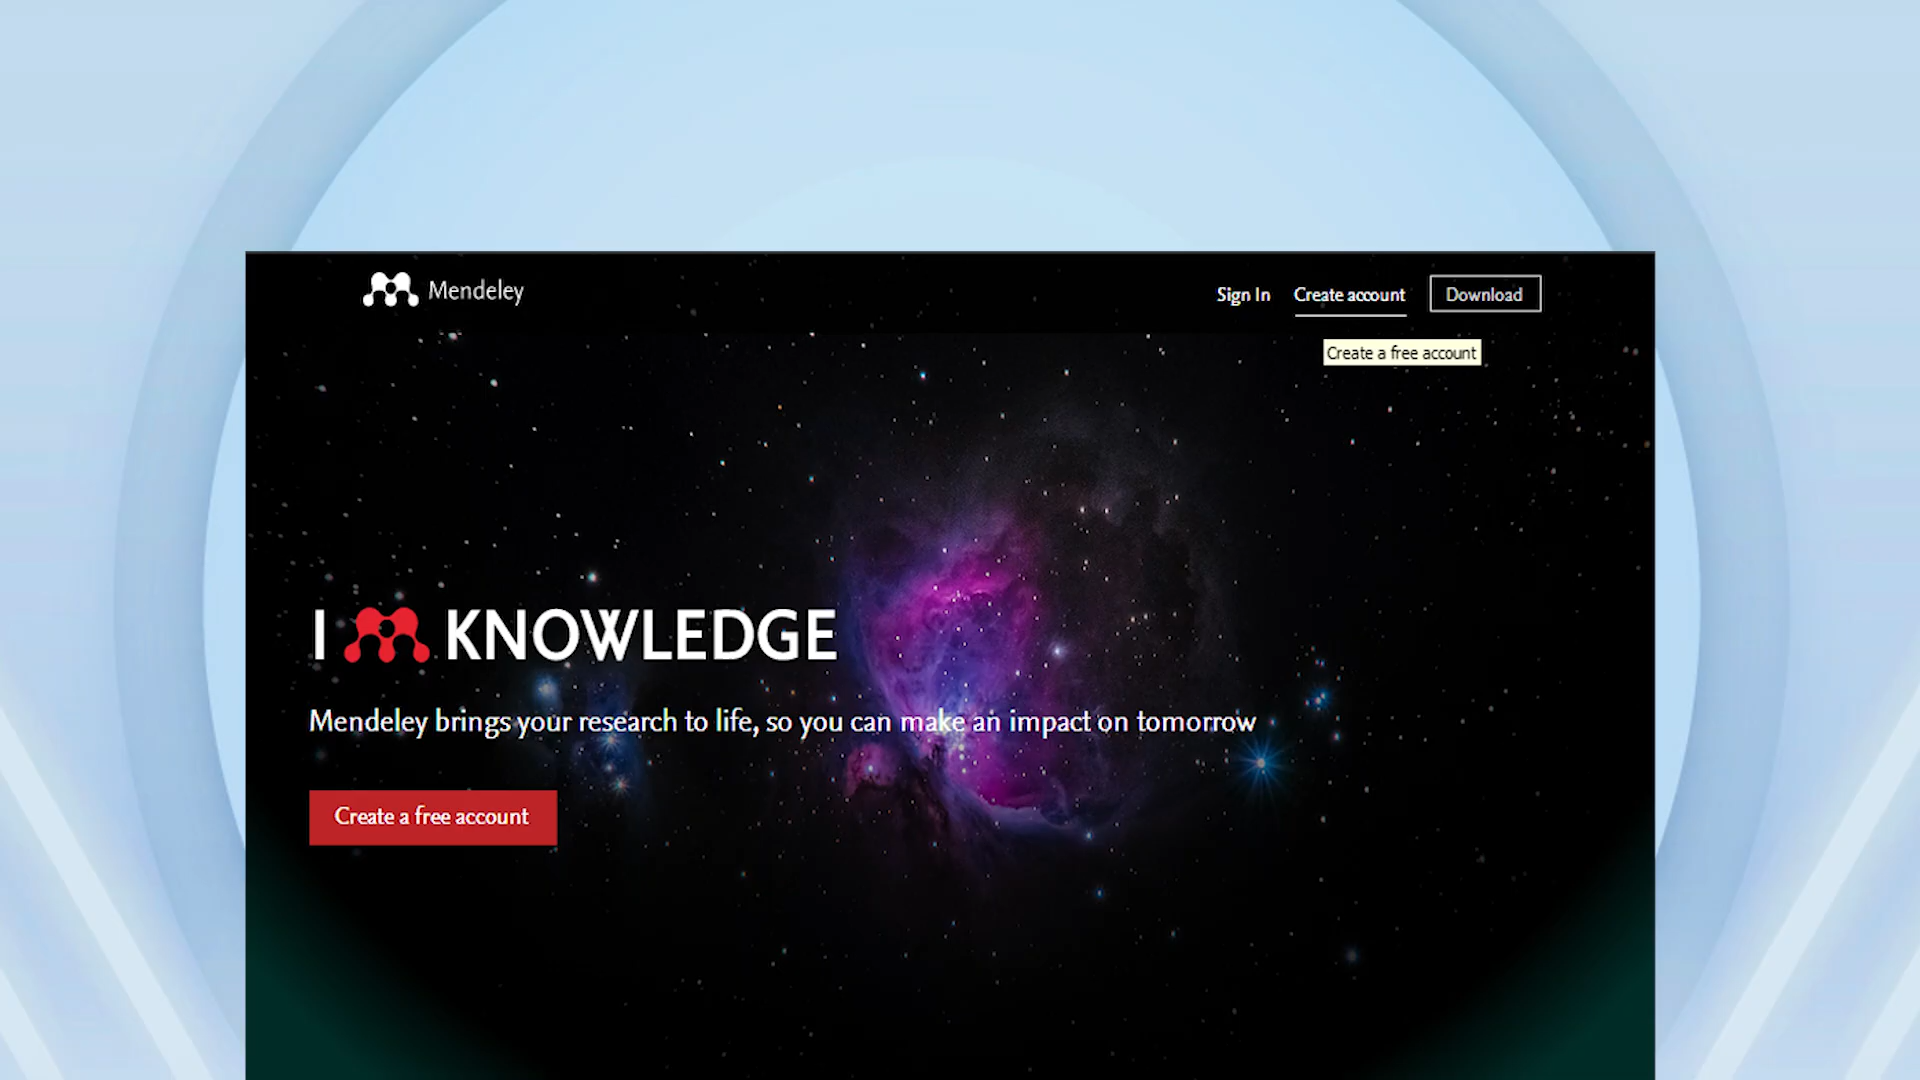 Mendeley
Sign In
Create account
Download
Create a free account
I KNOWLEDGE
Mendeley brings your research to life, so you can make an impact on tomorrow
Create a free account